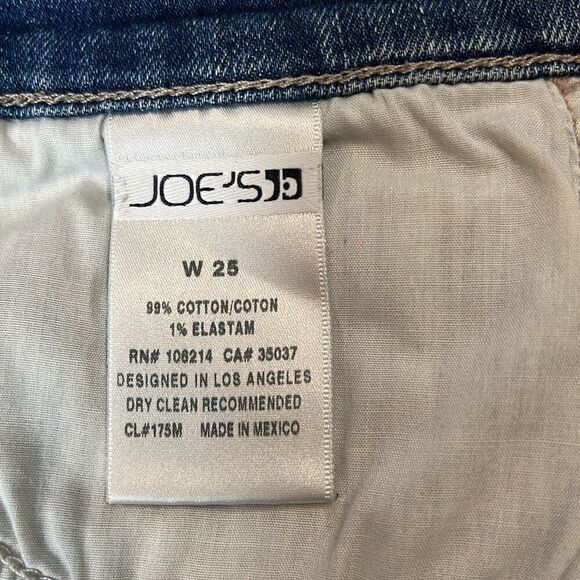 JOE'S
W 25
99% COTTON/COTON
1% ELASTAM
RN# 106214 CA# 35037
DESIGNED IN LOS ANGELES
DRY CLEAN RECOMMENDED
CL#175M MADE IN MEXICO